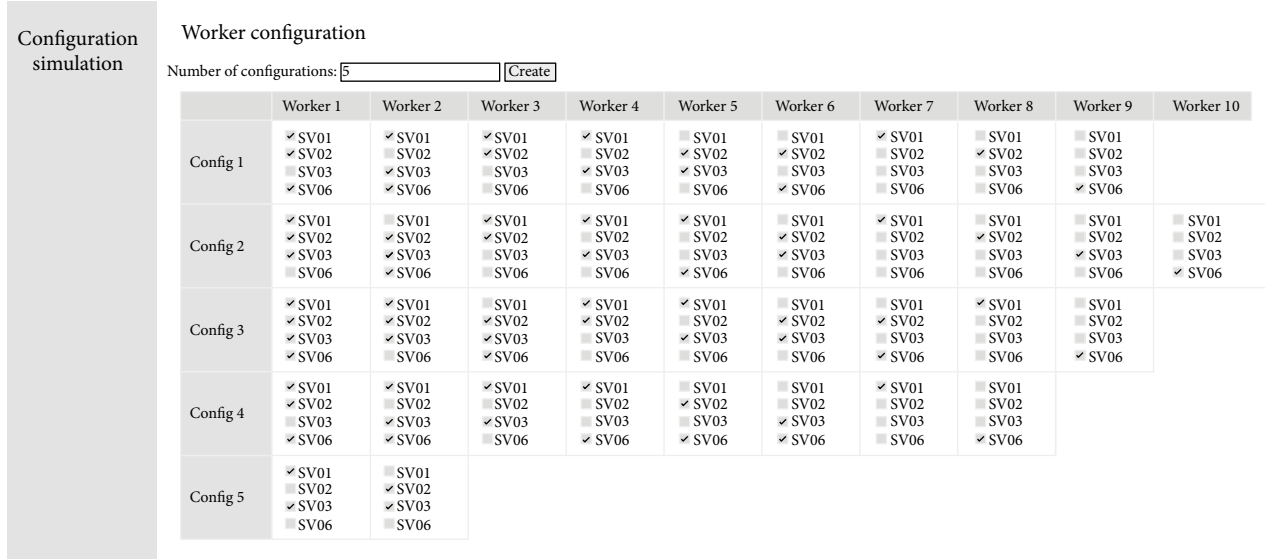 Configuration
simulation
Worker configuration
Number of configurations: 5 Create
Worker 1 Worker 2 Worker 3 Worker 4 Worker 5 Worker 6 Worker 7 Worker 8 Worker 9 Worker 10
Config 1
SV01 SV01 SV01 SV01 SV01 SV01 SV01 SV01 SV01
SV02 SV02 SV02 SV02 SV02 SV02 SV02 SV02 SV02
SV03 SV03 SV03 SV03 SV03 SV03 SV03 SV03 SV03
SV06 SV06 SV06 SV06 SV06 SV06 SV06 SV06 SV06
Config 2
SV01 SV01 SV01 SV01 SV01 SV01 SV01 SV01 SV01 SV01
SV02 SV02 SV02 SV02 SV02 SV02 SV02 SV02 SV02 SV02
SV03 SV03 SV03 SV03 SV03 SV03 SV03 SV03 SV03 SV03
SV06 SV06 SV06 SV06 SV06 SV06 SV06 SV06 SV06 SV06
Config 3
SV01 SV01 SV01 SV01 SV01 SV01 SV01 SV01 SV01
SV02 SV02 SV02 SV02 SV02 SV02 SV02 SV02 SV02
SV03 SV03 SV03 SV03 SV03 SV03 SV03 SV03 SV03
SV06 SV06 SV06 SV06 SV06 SV06 SV06 SV06 SV06
Config 4
SV01 SV01 SV01 SV01 SV01 SV01 SV01 SV01
SV02 SV02 SV02 SV02 SV02 SV02 SV02 SV02
SV03 SV03 SV03 SV03 SV03 SV03 SV03 SV03
SV06 SV06 SV06 SV06 SV06 SV06 SV06 SV06
Config 5
SV01 SV01
SV02 SV02
SV03 SV03
SV06 SV06